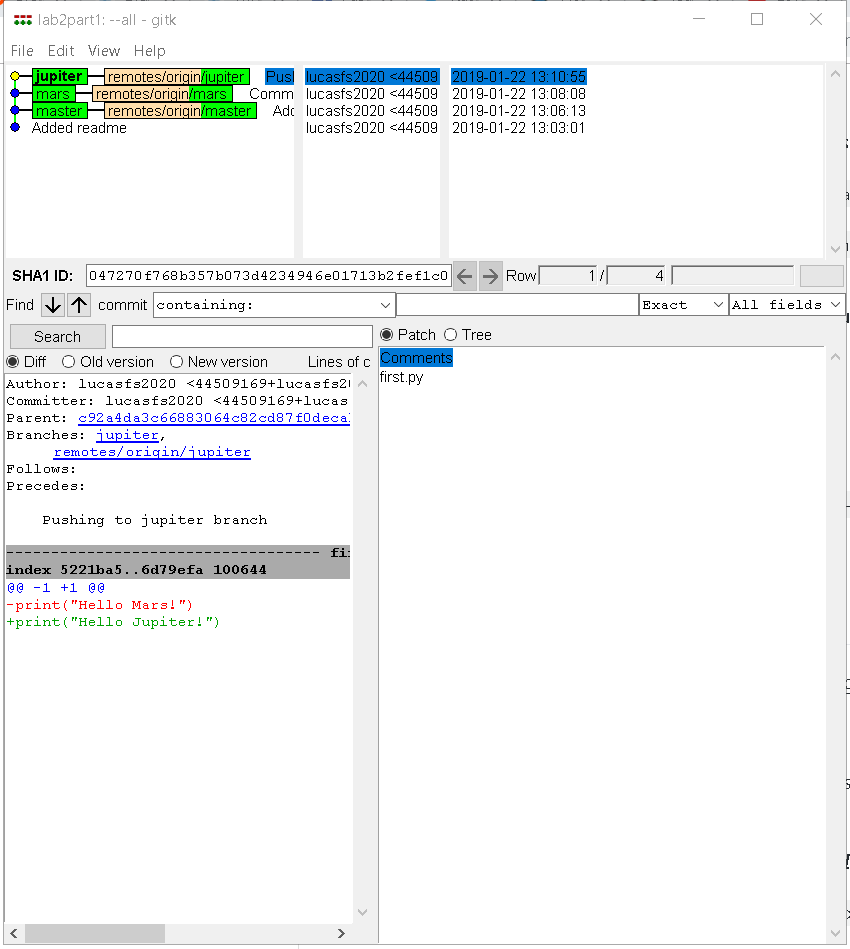 lab2part1: --all - gitk
File Edit View Help
jupiter remotes/origin/jupiter Pusl lucasfs2020 <44509 2019-01-22 13:10:55
mars remotes/origin/mars Comm lucasfs2020 <44509 2019-01-22 13:08:08
master remotes/origin/master Adc lucasfs2020 <44509 2019-01-22 13:06:13
Added readme lucasfs2020 <44509 2019-01-22 13:03:01
SHA1 ID: 047270f768b357b073d4234946e01713b2fef1c0 Row 1 / 4
Find commit containing: Exact All fields
Search Patch Tree
Diff Old version New version Lines of c
Comments
first.py
Author: lucasfs2020 <44509169+lucasfs2
Committer: lucasfs2020 <44509169+lucas
Parent: c92a4da3c66883064c82cd87f0deca
Branches: jupiter,
remotes/origin/jupiter
Follows:
Precedes:
Pushing to jupiter branch
----------------------------------- fi
index 5221ba5..6d79efa 100644
@@ -1 +1 @@
-print("Hello Mars!")
+print("Hello Jupiter!")